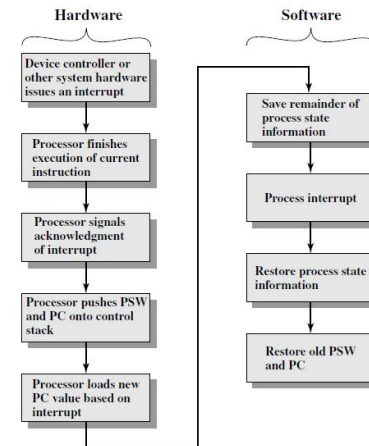 Hardware
Device controller or
other system hardware
issues an interrupt
Processor finishes
execution of current
instruction
Processor signals
acknowledgment
of interrupt
Processor pushes PSW
and PC onto control
stack
Processor loads new
PC value based on
interrupt
Software
Save remainder of
process state
information
Process interrupt
Restore process state
information
Restore old PSW
and PC